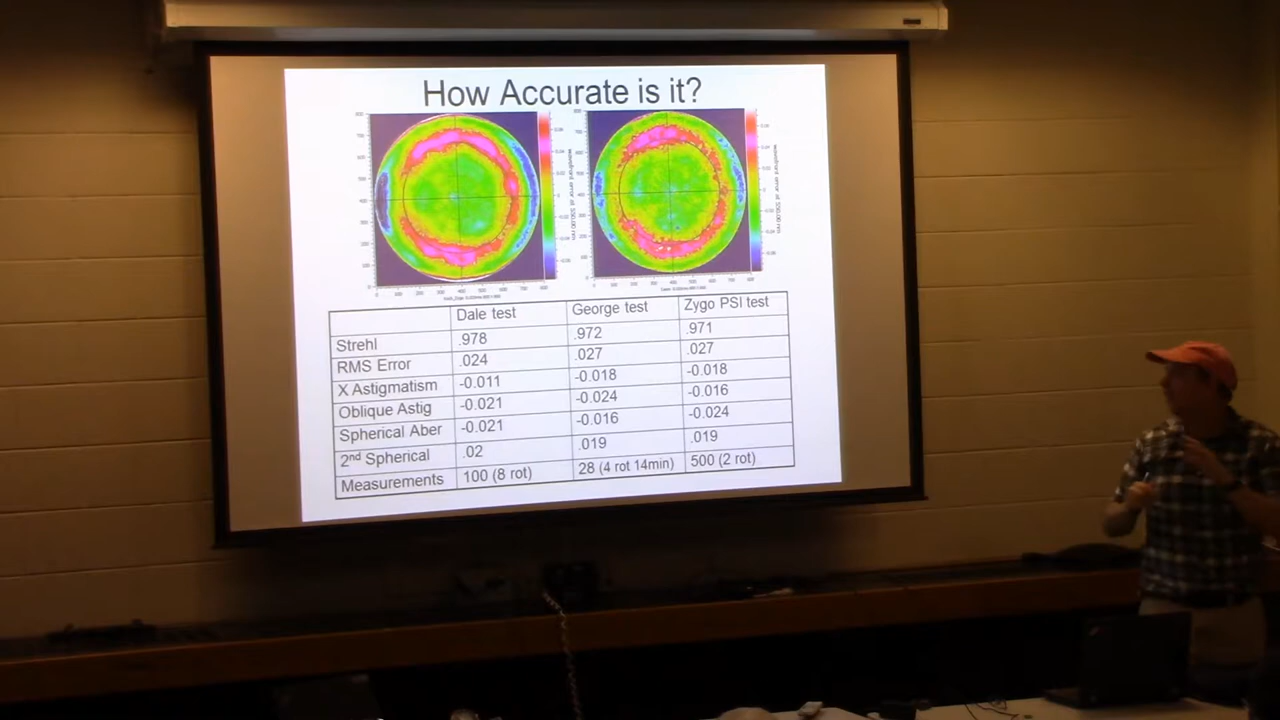 How Accurate is it?
Dale test George test Zygo PSI test
Strehl .978 .972 .971
RMS Error .024 .027 .027
X Astigmatism -0.011 -0.018 -0.018
Oblique Astig -0.021 -0.024 -0.016
Spherical Aber -0.021 -0.016 -0.024
2nd Spherical .02 .019 .019
Measurements 100 (8 rot) 28 (4 rot 14min) 500 (2 rot)